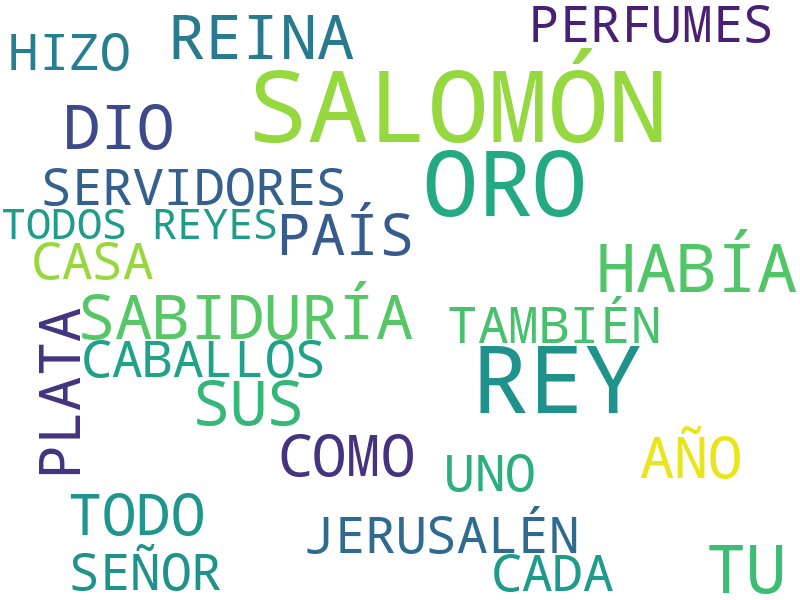 PERFUMES
HIZO
REINA
SALOMÓN
DIO
ORO
SERVIDORES
TODOS REYES
PAÍS
CASA
HABÍA
SABIDURÍA
TAMBIÉN
PLATA
CABALLOS
REY
SUS
COMO
UNO
AÑO
TODO
JERUSALÉN
SEÑOR
CADA
TU